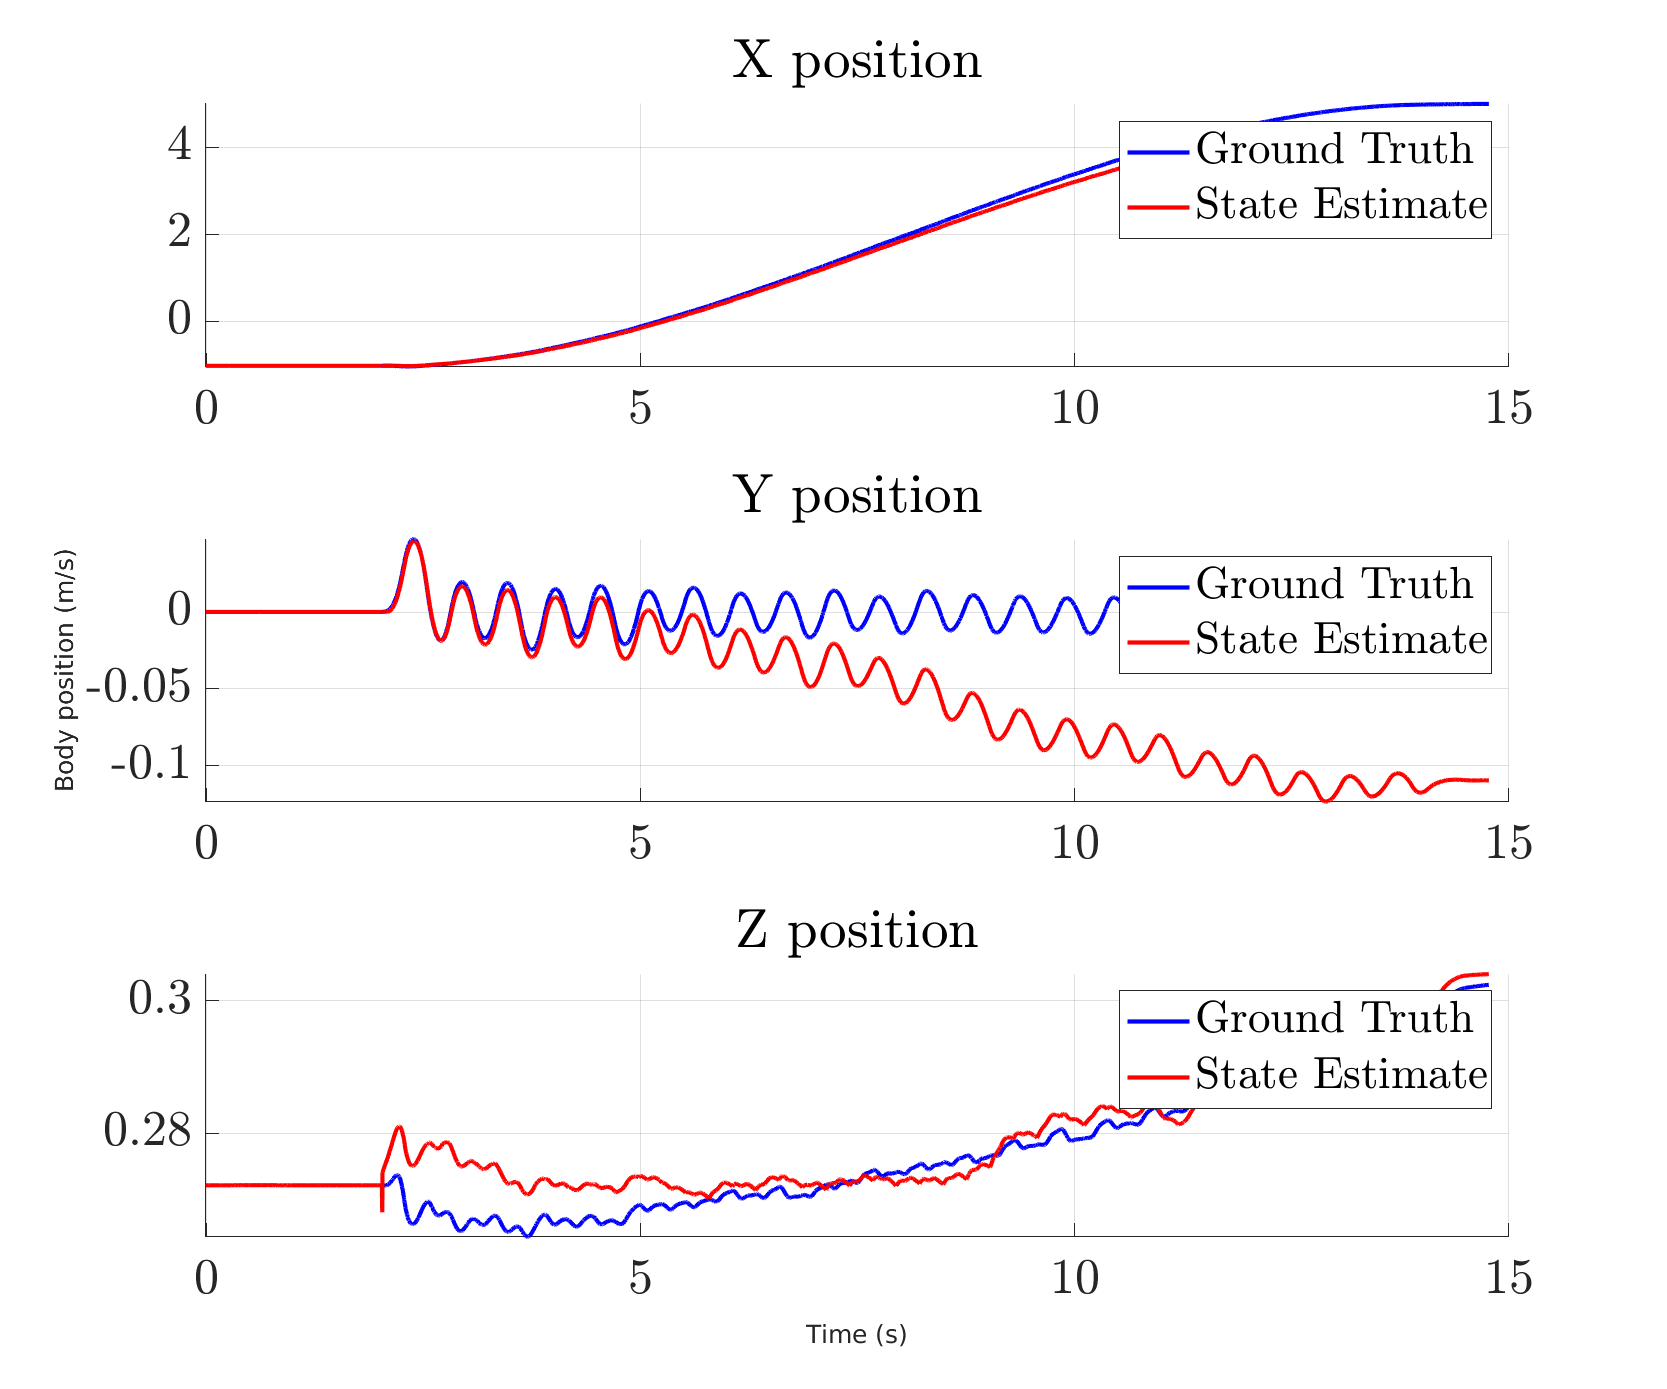 X position
4
2
0
Ground Truth
State Estimate
0 5 10 15
Y position
Body position (m/s)
0
-0.05
-0.1
Ground Truth
State Estimate
0 5 10 15
Z position
0.3
0.28
Ground Truth
State Estimate
0 5 10 15
Time (s)